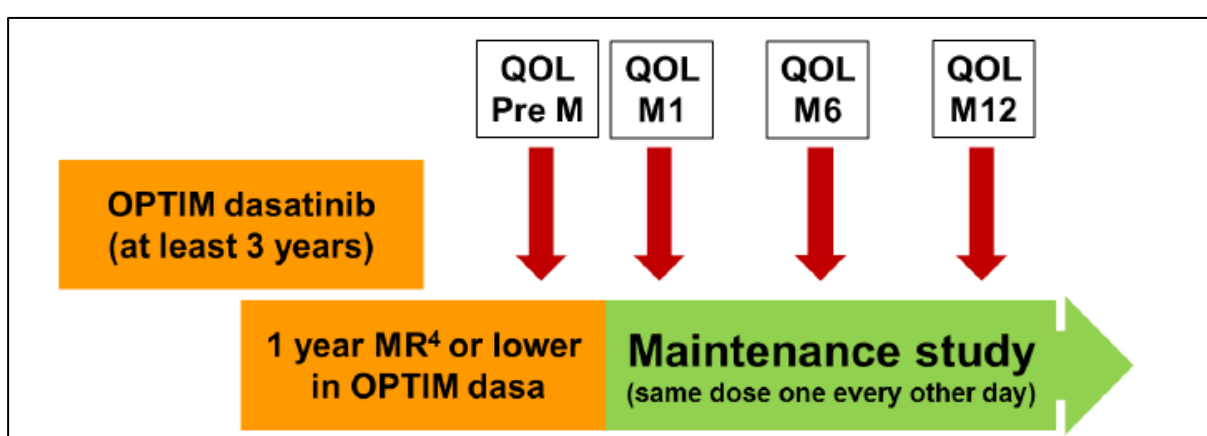 QOL
Pre M
QOL
M1
QOL
M6
QOL
M12
OPTIM dasatinib
(at least 3 years)
1 year MR⁴ or lower
in OPTIM dasa
Maintenance study
(same dose one every other day)